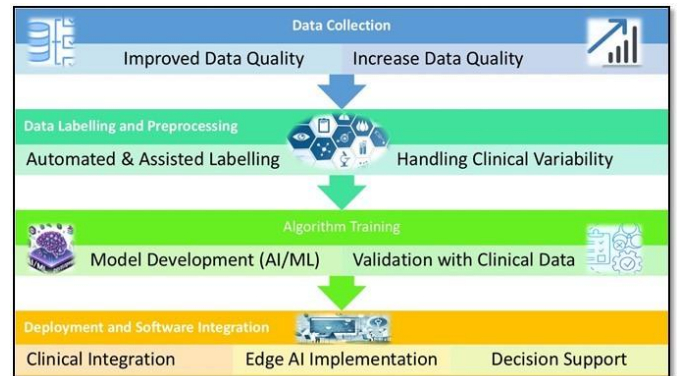 Data Collection
Improved Data Quality Increase Data Quality
Data Labelling and Preprocessing
Automated & Assisted Labelling Handling Clinical Variability
Algorithm Training
Model Development (AI/ML) Validation with Clinical Data
Deployment and Software Integration
Clinical Integration Edge AI Implementation Decision Support